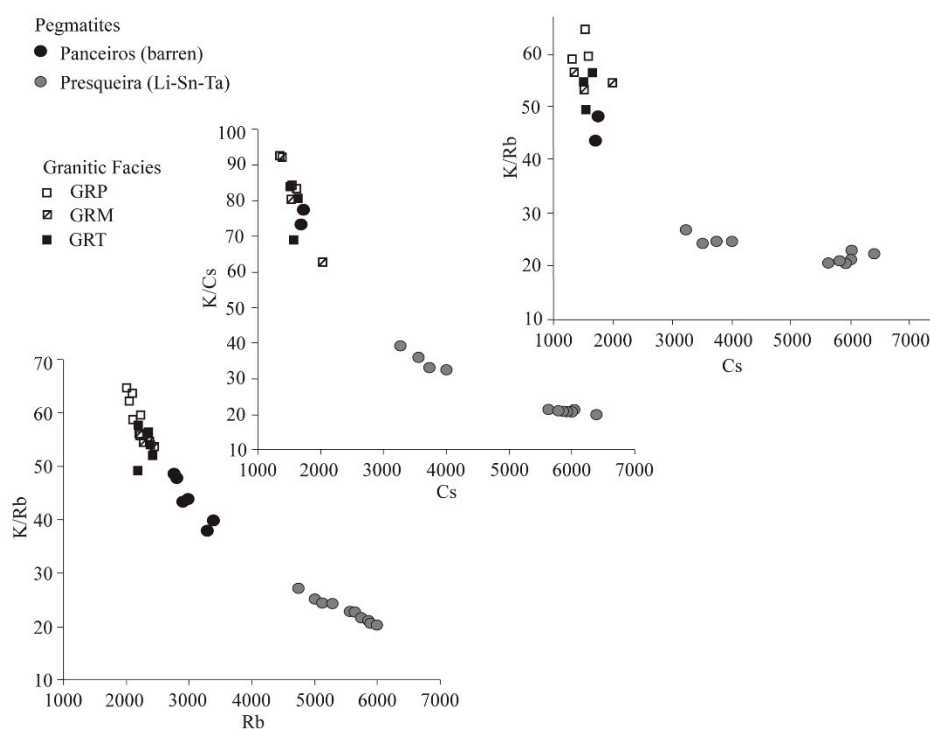 Pegmatites
Panceiros (barren)
Presqueira (Li-Sn-Ta)
Granitic Facies
GRP
GRM
GRT
60
50
40
30
20
10
K/Rb
1000 2000 3000 4000 5000 6000 7000
Cs
100
90
80
70
60
50
40
30
20
10
K/Cs
1000 2000 3000 4000 5000 6000 7000
Cs
70
60
50
40
30
20
10
K/Rb
1000 2000 3000 4000 5000 6000 7000
Rb